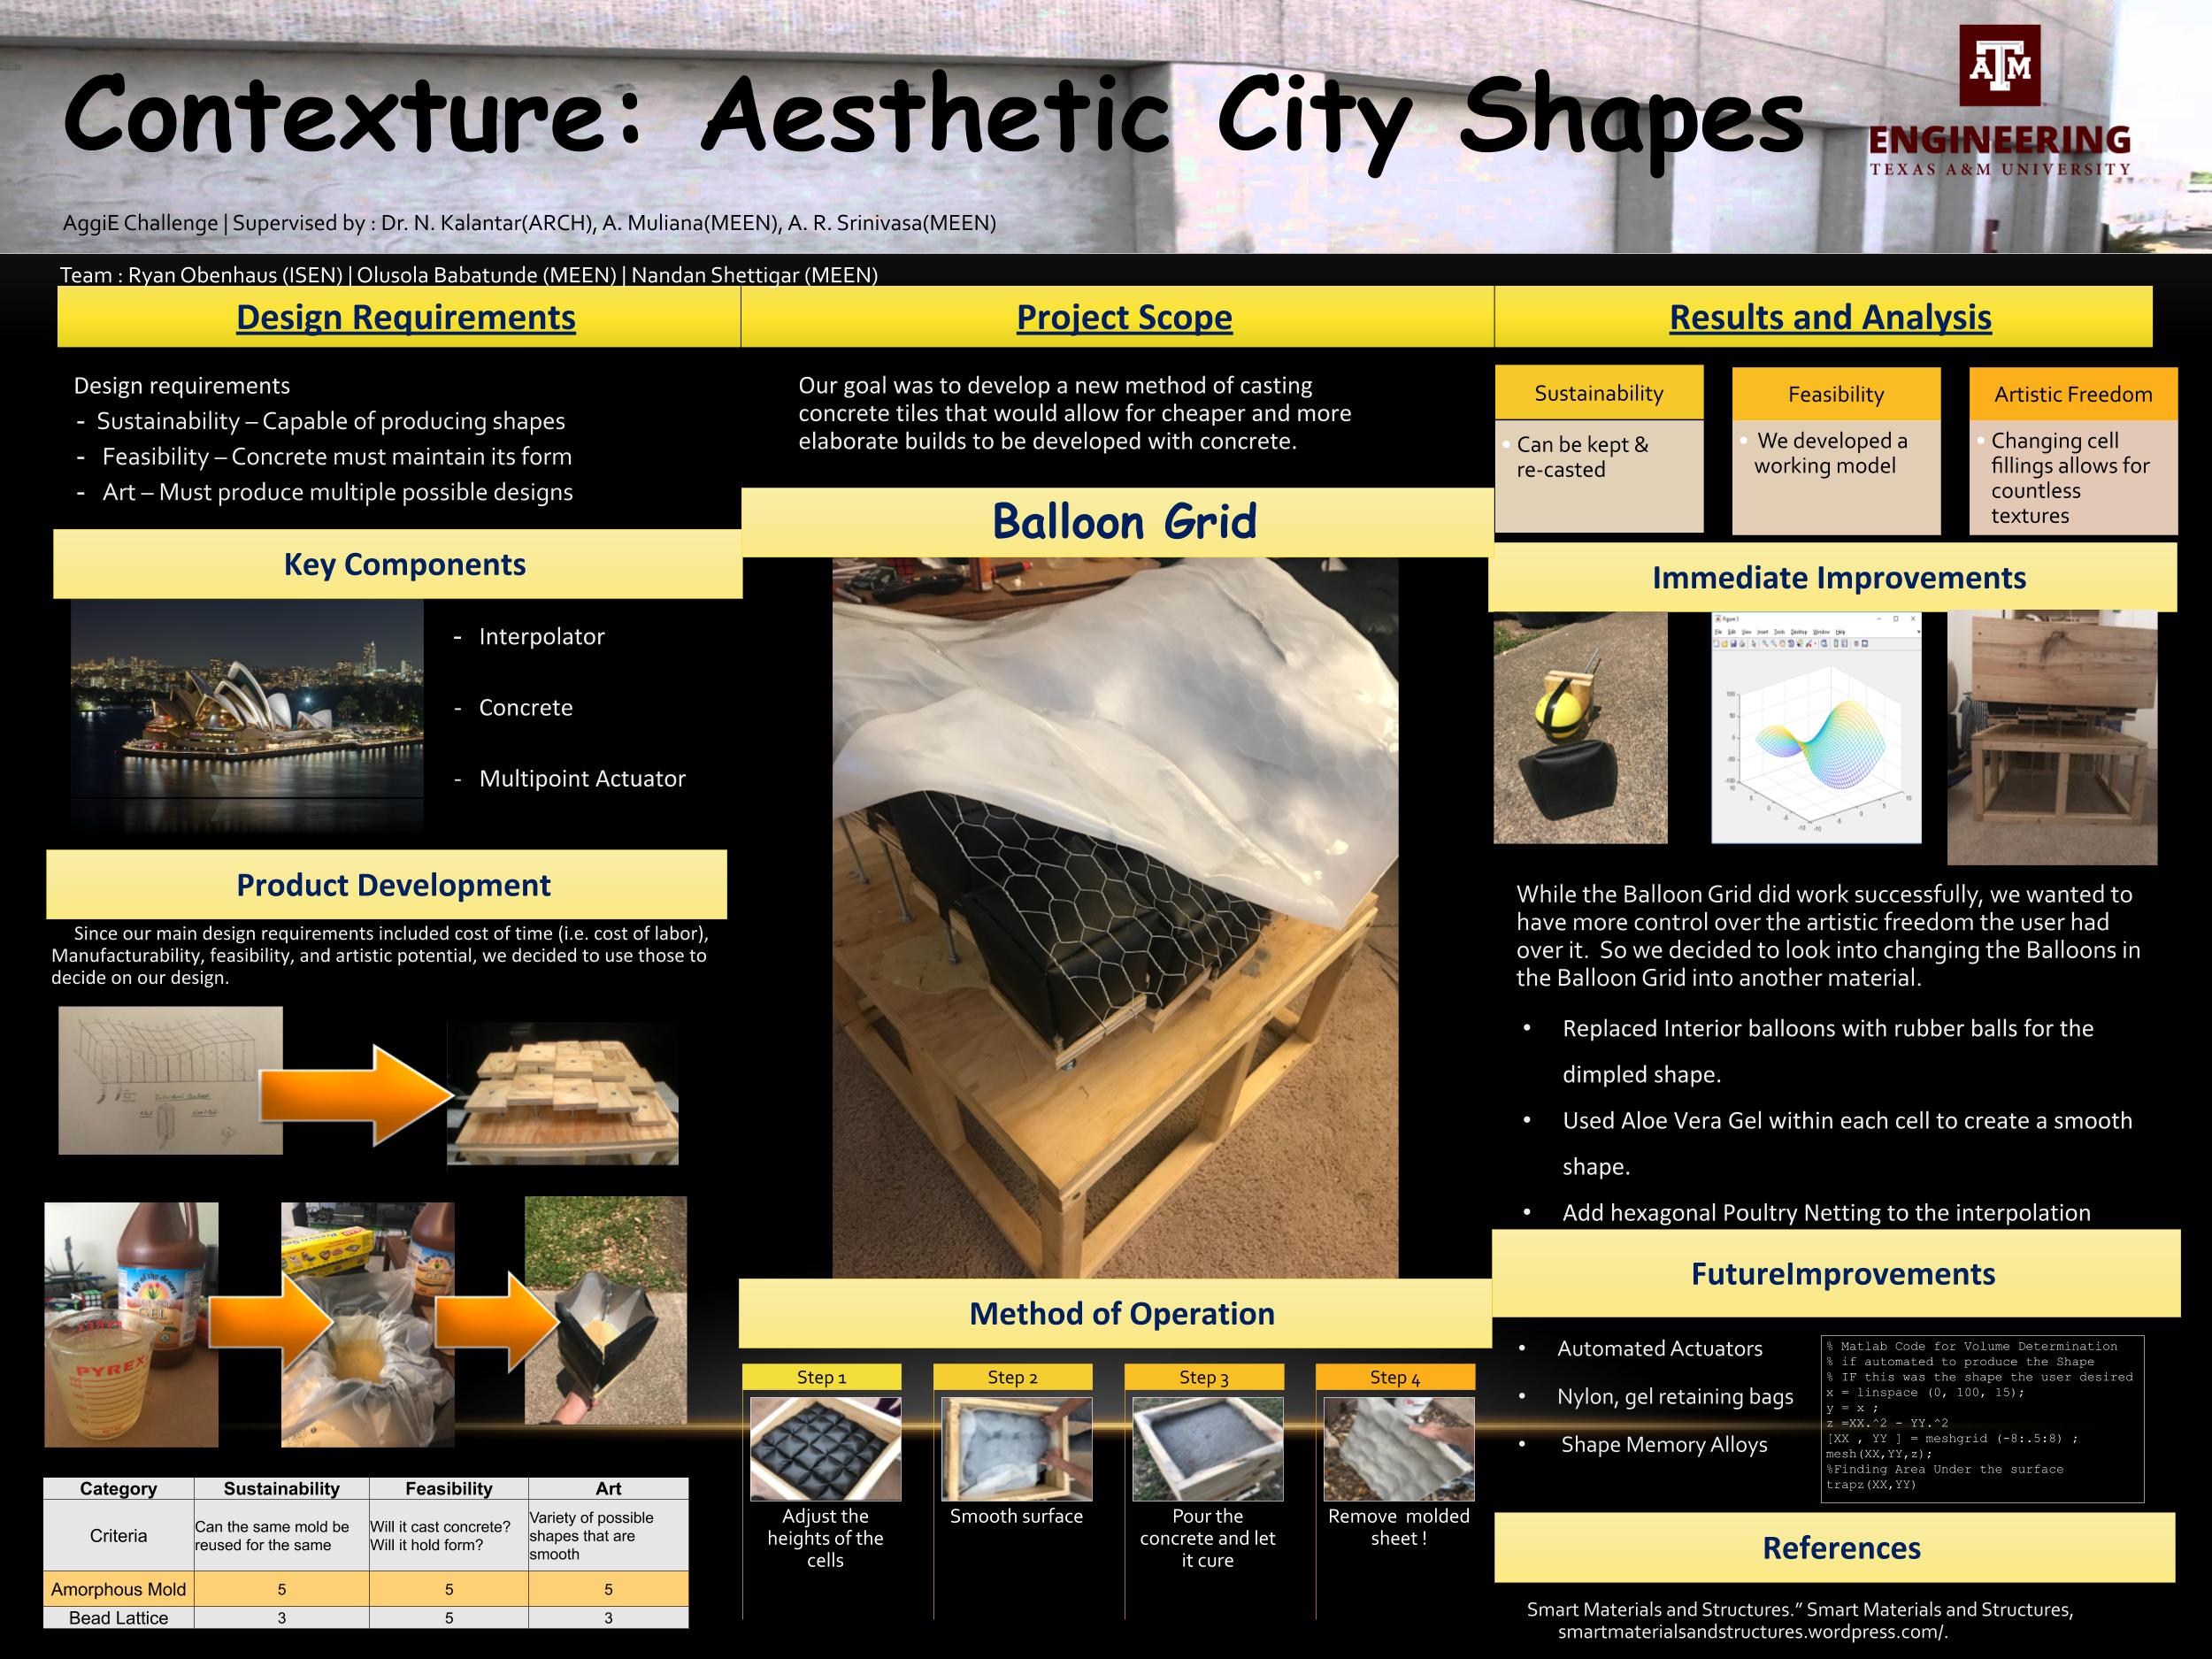 Contexture: Aesthetic City Shapes
ATM
ENGINEERING
TEXAS A&M UNIVERSITY
AggiE Challenge | Supervised by : Dr. N. Kalantar(ARCH), A. Muliana(MEEN), A. R. Srinivasa(MEEN)
Team : Ryan Obenhaus (ISEN) | Olusola Babatunde (MEEN) | Nandan Shettigar (MEEN)
Design Requirements
Design requirements
- Sustainability – Capable of producing shapes
- Feasibility – Concrete must maintain its form
- Art – Must produce multiple possible designs
Key Components
- Interpolator
- Concrete
- Multipoint Actuator
Product Development
Since our main design requirements included cost of time (i.e. cost of labor),
Manufacturability, feasibility, and artistic potential, we decided to use those to
decide on our design.
GEL
PYREX
Category Sustainability Feasibility Art
Criteria
Can the same mold be
reused for the same
Will it cast concrete?
Will it hold form?
Variety of possible
shapes that are
smooth
Amorphous Mold 5 5 5
Bead Lattice 3 5 3
Project Scope
Our goal was to develop a new method of casting
concrete tiles that would allow for cheaper and more
elaborate builds to be developed with concrete.
Balloon Grid
Method of Operation
Step 1
Adjust the
heights of the
cells
Step 2
Smooth surface
Step 3
Pour the
concrete and let
it cure
Step 4
Remove molded
sheet !
Results and Analysis
Sustainability
• Can be kept &
re-casted
Feasibility
• We developed a
working model
Artistic Freedom
• Changing cell
fillings allows for
countless
textures
Immediate Improvements
Figure 1
File Edit View Insert Tools Desktop Window Help
While the Balloon Grid did work successfully, we wanted to
have more control over the artistic freedom the user had
over it. So we decided to look into changing the Balloons in
the Balloon Grid into another material.
• Replaced Interior balloons with rubber balls for the
dimpled shape.
• Used Aloe Vera Gel within each cell to create a smooth
shape.
• Add hexagonal Poultry Netting to the interpolation
FutureImprovements
• Automated Actuators
• Nylon, gel retaining bags
• Shape Memory Alloys
% Matlab Code for Volume Determination
% if automated to produce the Shape
% IF this was the shape the user desired
x = linspace (0, 100, 15);
y = x ;
z =XX.^2 - YY.^2
[XX , YY ] = meshgrid (-8:.5:8) ;
mesh(XX,YY,z);
%Finding Area Under the surface
trapz(XX,YY)
References
Smart Materials and Structures.” Smart Materials and Structures,
smartmaterialsandstructures.wordpress.com/.